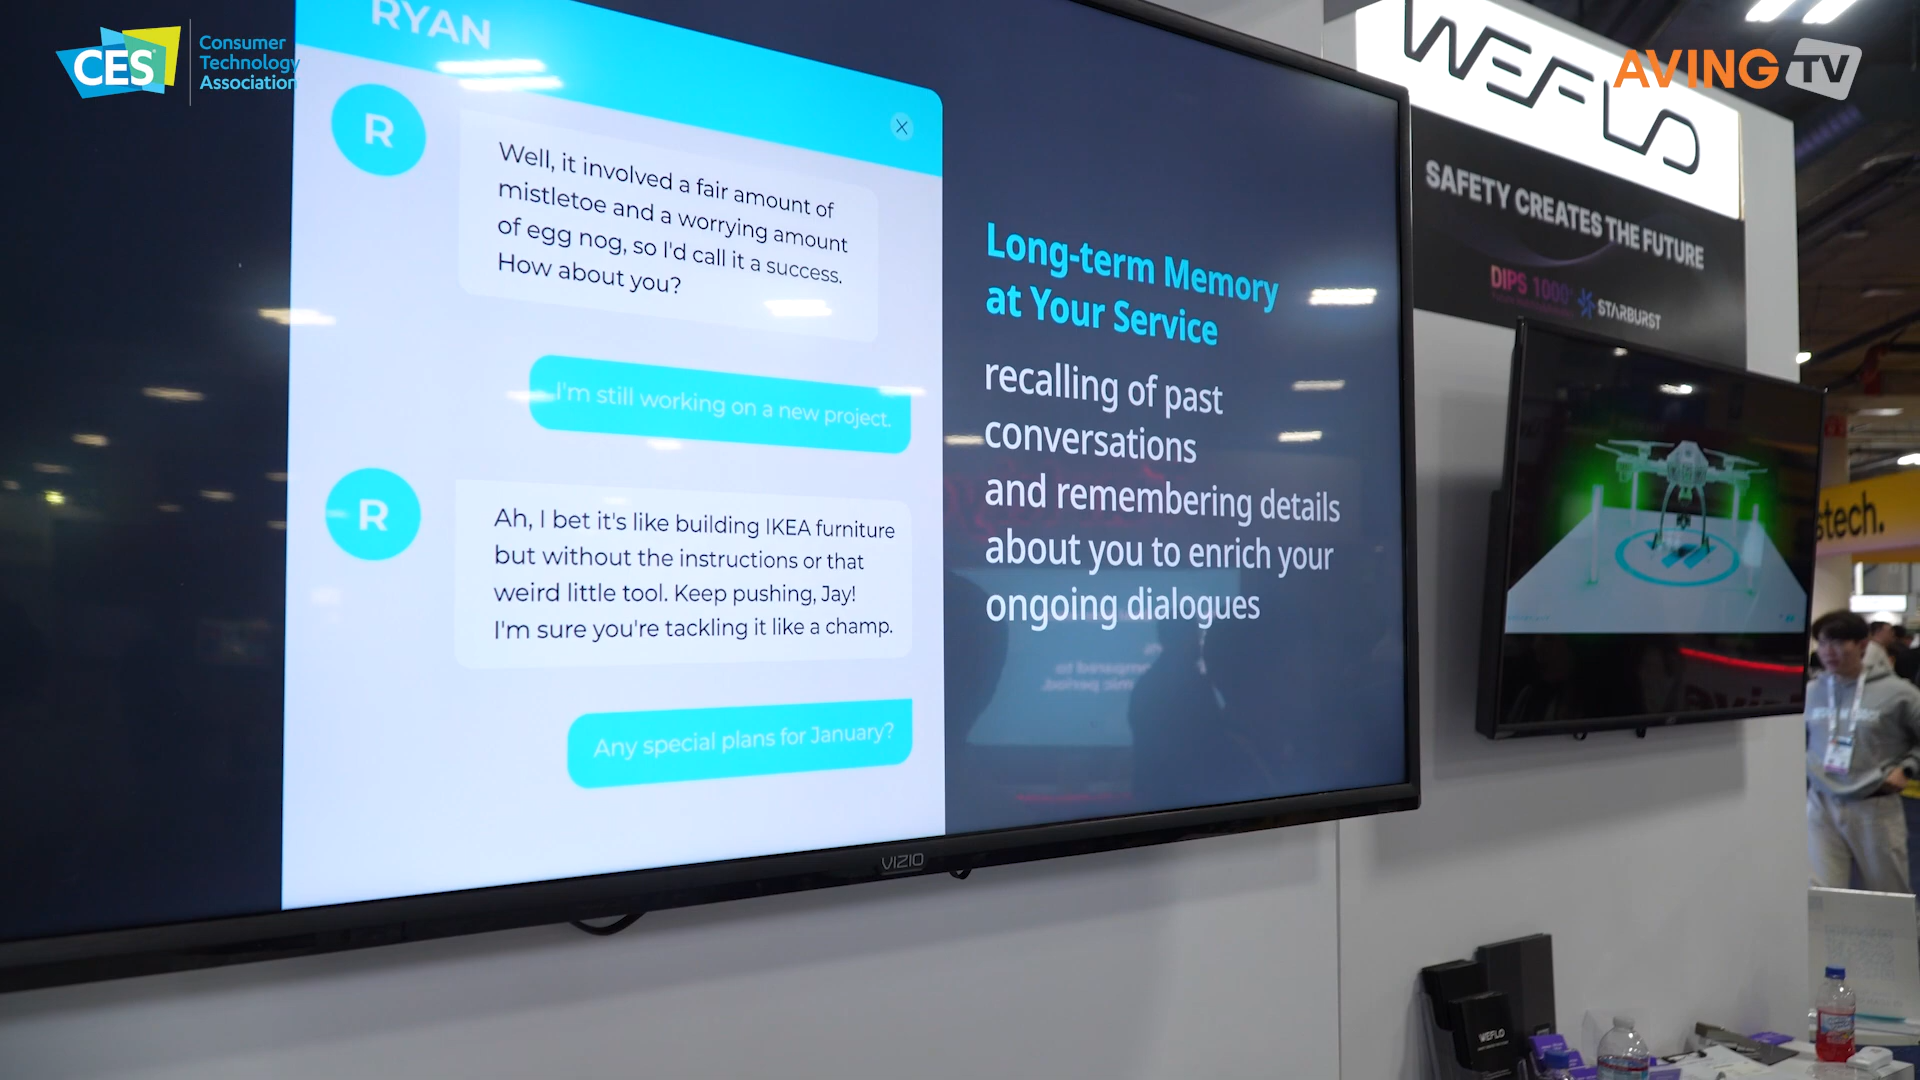 CES
Consumer
Technology
Association
AVING TV
RYAN
R
Well, it involved a fair amount of
mistletoe and a worrying amount
of egg nog, so I'd call it a success.
How about you?
I'm still working on a new project.
R
Ah, I bet it's like building IKEA furniture
but without the instructions or that
weird little tool. Keep pushing, Jay!
I'm sure you're tackling it like a champ.
Any special plans for January?
Long-term Memory
at Your Service
recalling of past
conversations
and remembering details
about you to enrich your
ongoing dialogues
VIZIO
WEFLO
SAFETY CREATES THE FUTURE
DIPS 1000+
STARBURST
stech.
WEFLO